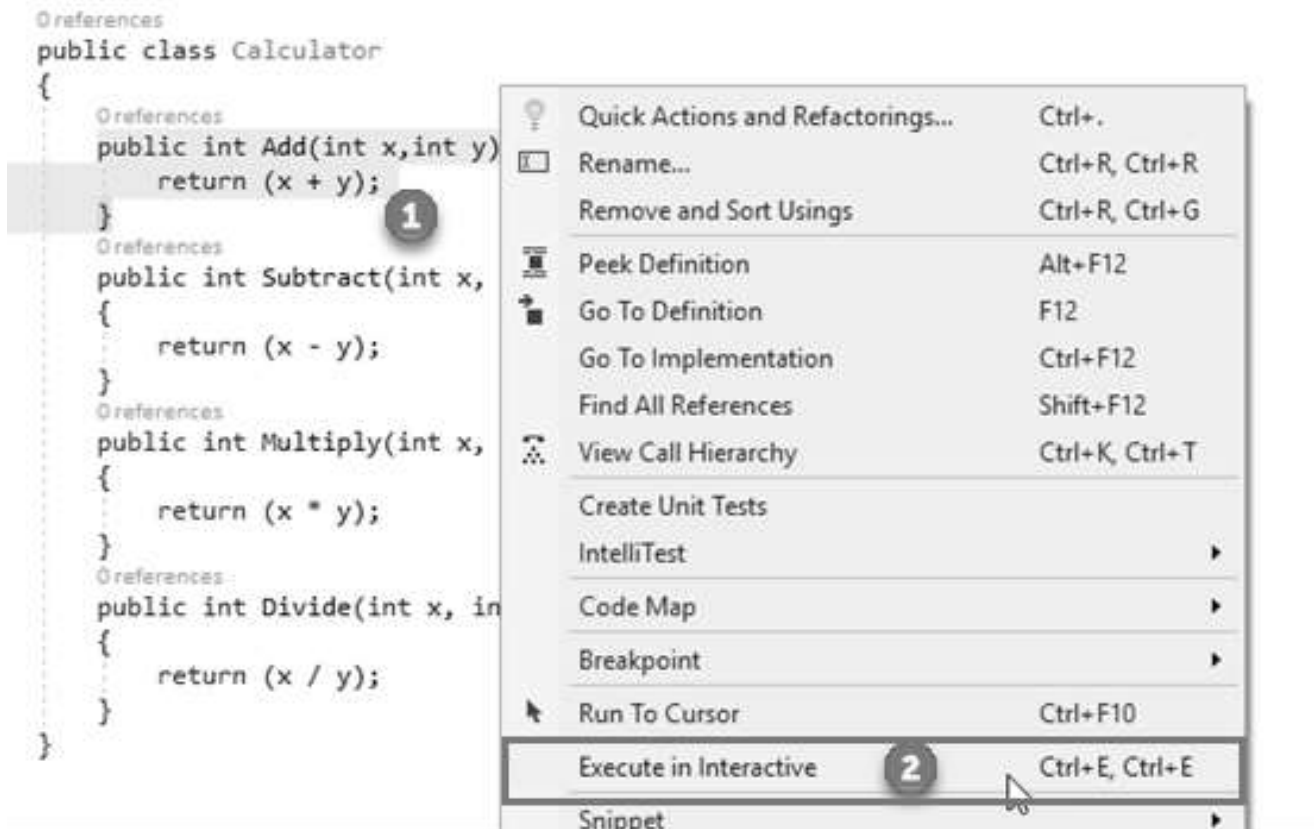 0 references
public class Calculator
{
0 references
public int Add(int x,int y)
return (x + y);
}
1
0 references
public int Subtract(int x,
{
return (x - y);
}
0 references
public int Multiply(int x,
{
return (x * y);
}
0 references
public int Divide(int x, in
{
return (x / y);
}
}
Quick Actions and Refactorings... Ctrl+.
Rename... Ctrl+R, Ctrl+R
Remove and Sort Usings Ctrl+R, Ctrl+G
Peek Definition Alt+F12
Go To Definition F12
Go To Implementation Ctrl+F12
Find All References Shift+F12
View Call Hierarchy Ctrl+K, Ctrl+T
Create Unit Tests
IntelliTest
Code Map
Breakpoint
Run To Cursor Ctrl+F10
Execute in Interactive 2 Ctrl+E, Ctrl+E
Snippet